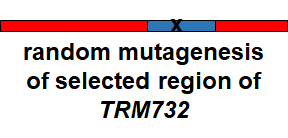 x
random mutagenesis
of selected region of
TRM732